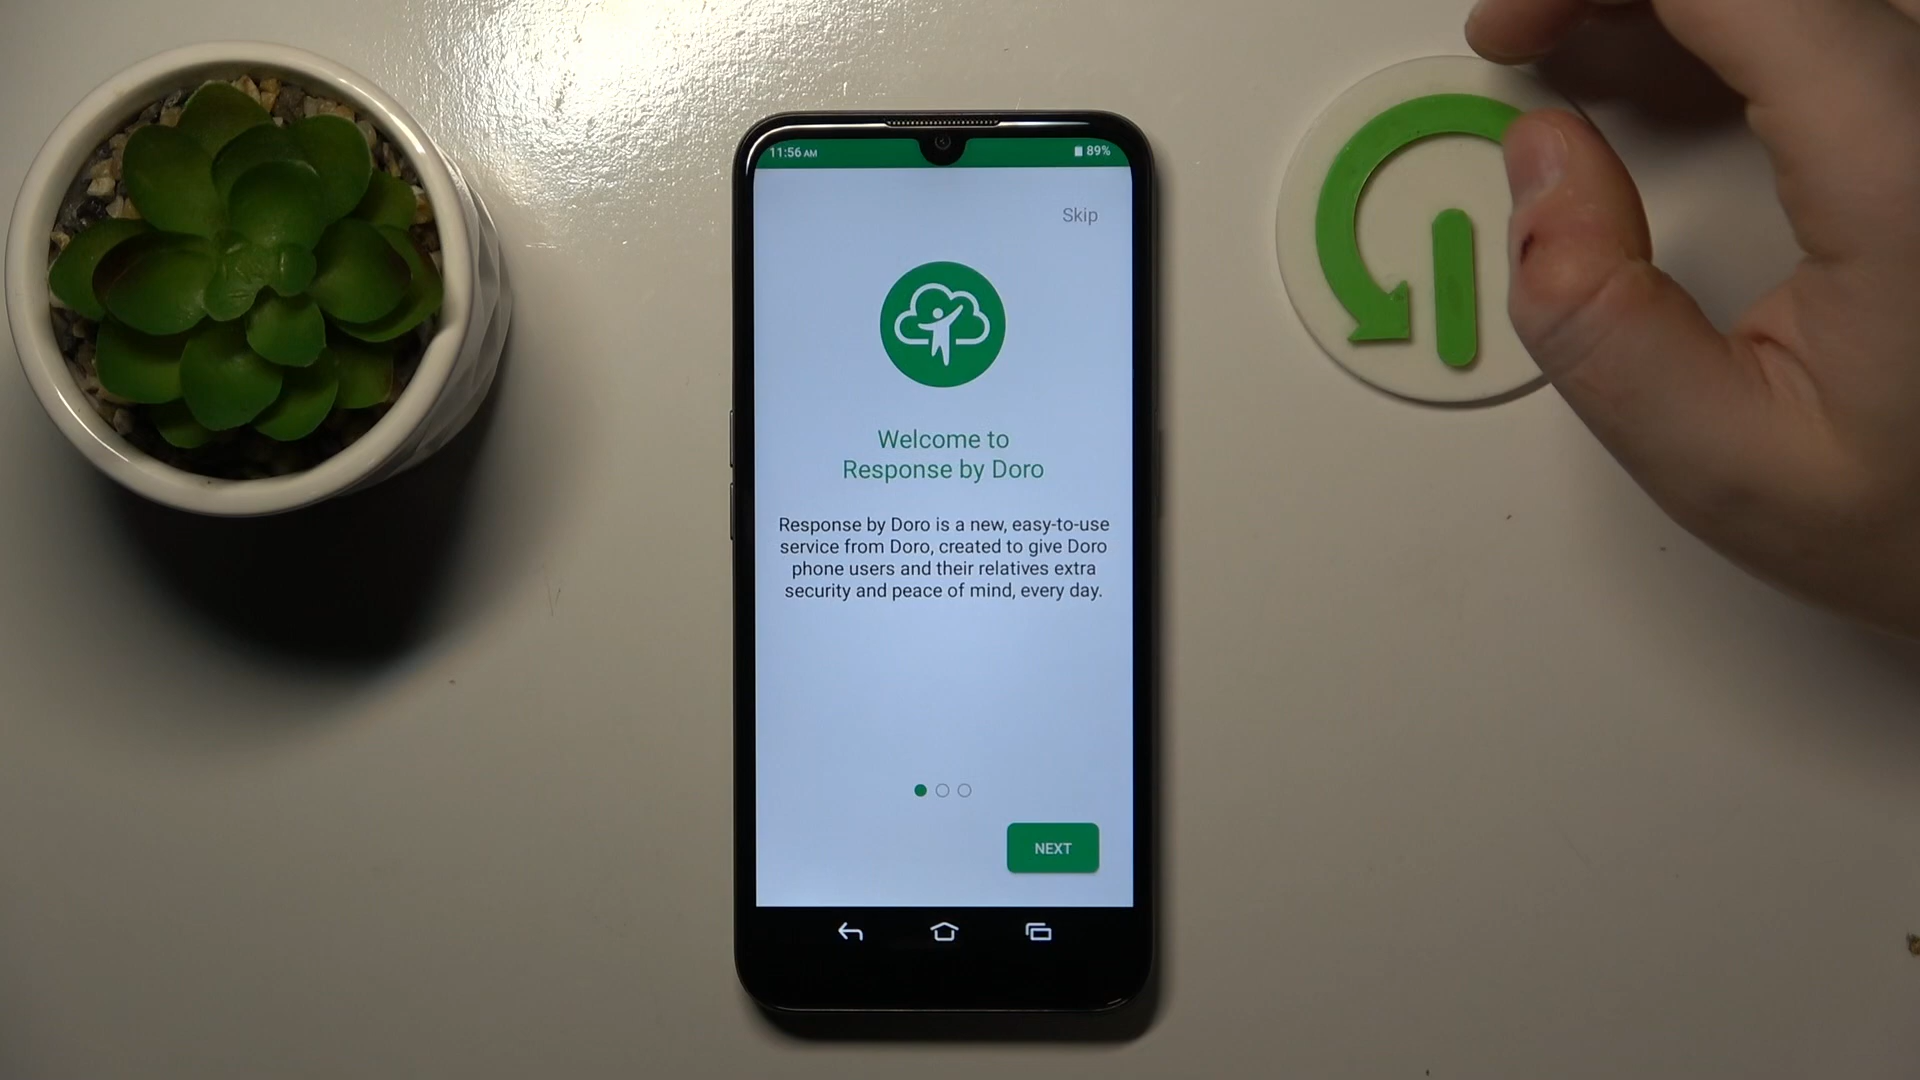 11:56 AM
89%
Skip
Welcome to
Response by Doro
Response by Doro is a new, easy-to-use
service from Doro, created to give Doro
phone users and their relatives extra
security and peace of mind, every day.
NEXT